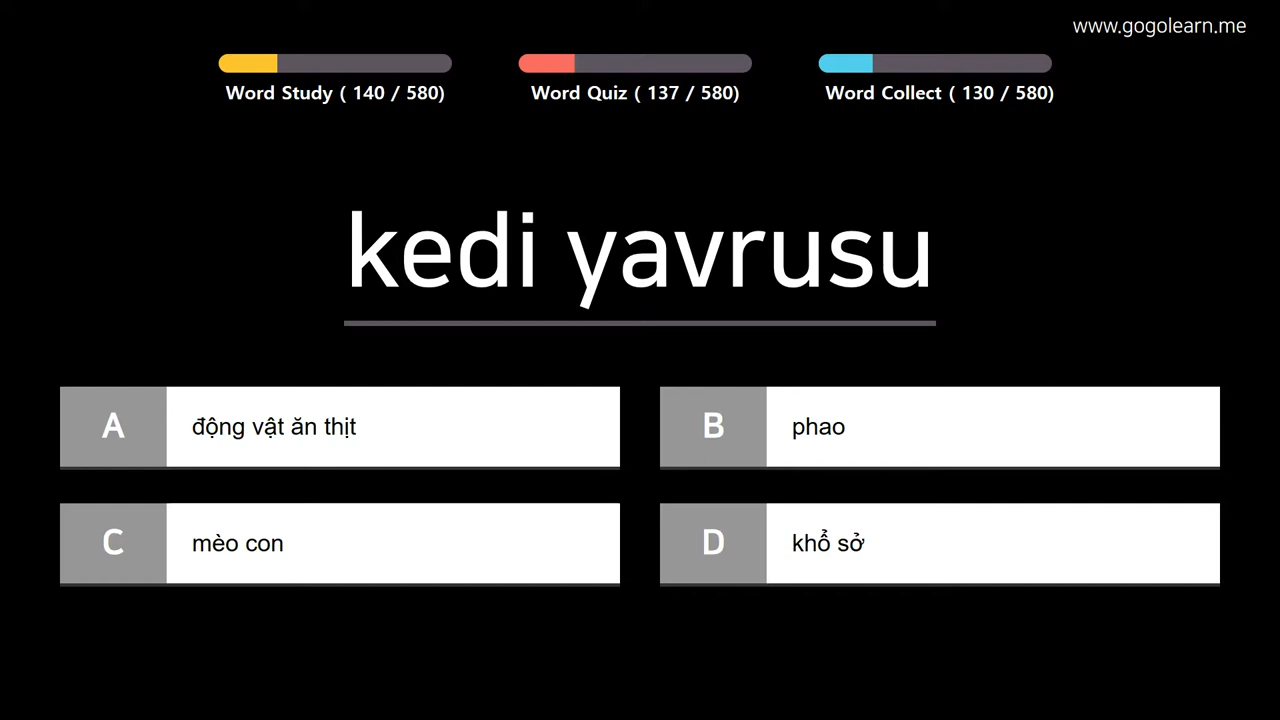 www.gogolearn.me
Word Study ( 140 / 580)
Word Quiz ( 137 / 580)
Word Collect ( 130 / 580)
kedi yavrusu
A động vật ăn thịt
B phao
C mèo con
D khổ sở